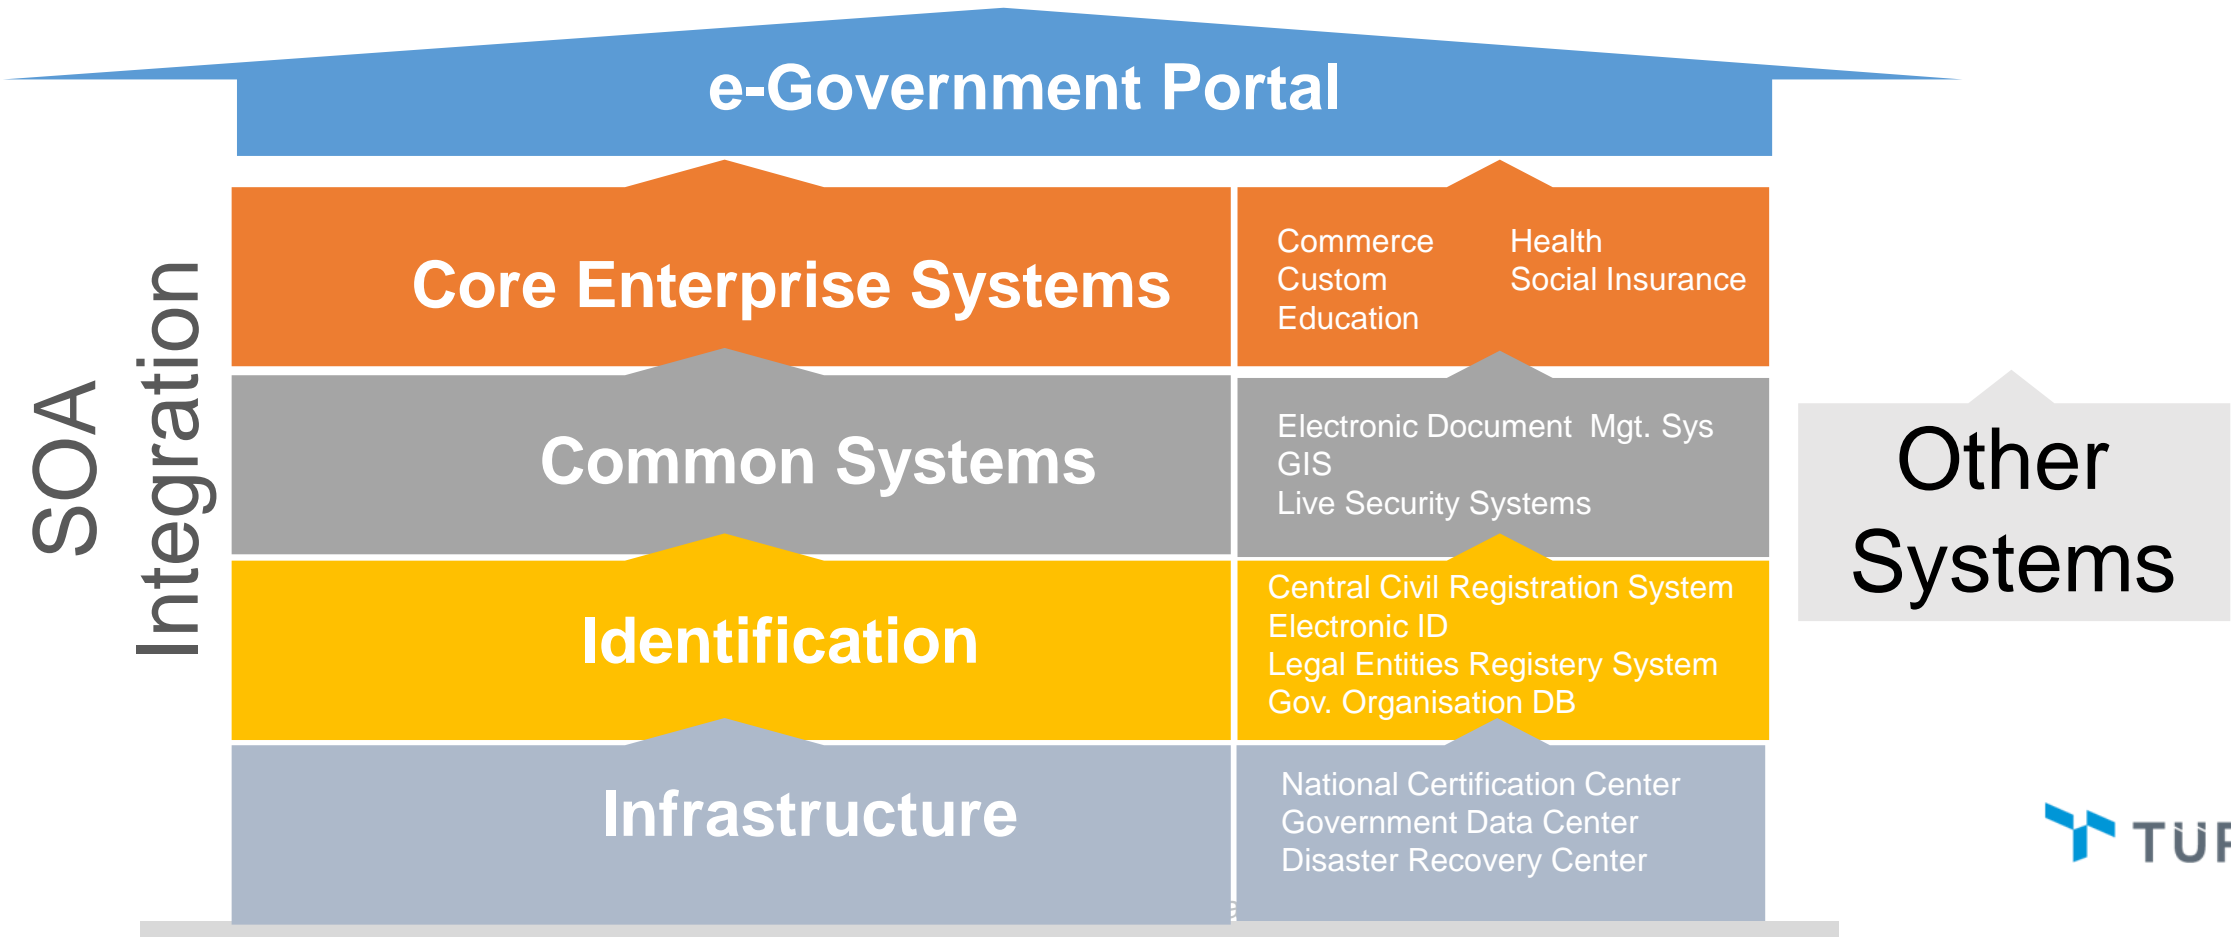 e-Government Portal
SOA
Integration
Core Enterprise Systems
Commerce
Custom
Education
Health
Social Insurance
Common Systems
Electronic Document  Mgt. Sys
GIS
Live Security Systems
Identification
Central Civil Registration System
Electronic ID
Legal Entities Registery System
Gov. Organisation DB
Infrastructure
National Certification Center
Government Data Center
Disaster Recovery Center
Other
Systems